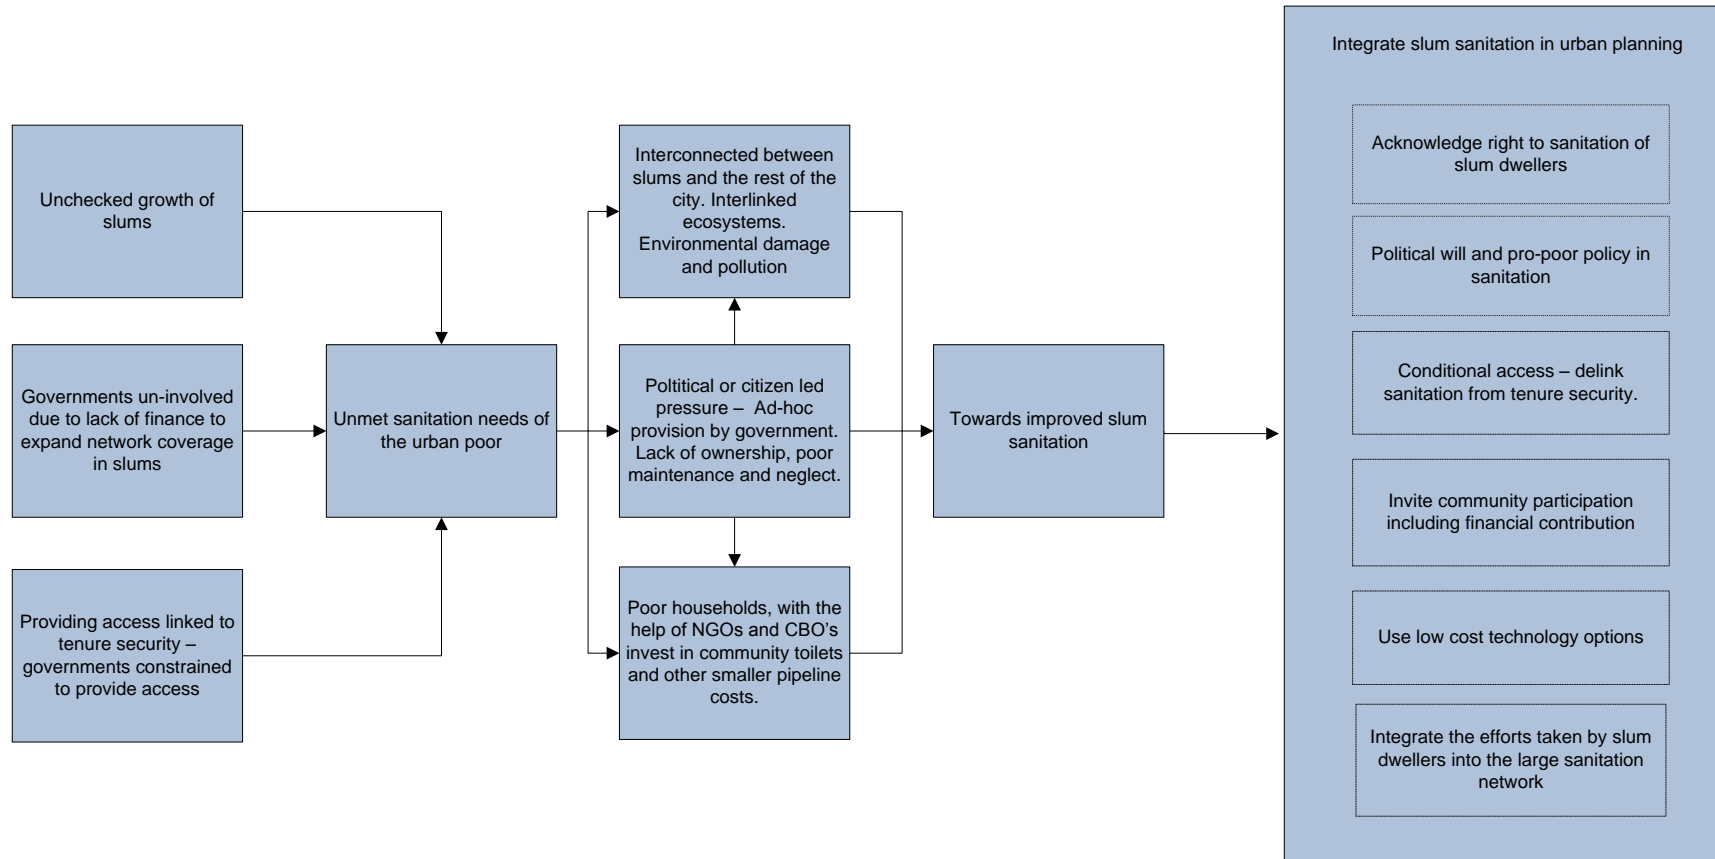 Integrate slum sanitation in urban planning
Unchecked growth of
slums
Governments un-involved
due to lack of finance to
expand network coverage
in slums
Providing access linked to
tenure security –
governments constrained
to provide access
Unmet sanitation needs of
the urban poor
Interconnected between
slums and the rest of the
city. Interlinked
ecosystems.
Environmental damage
and pollution
Poltitical or citizen led
pressure – Ad-hoc
provision by government.
Lack of ownership, poor
maintenance and neglect.
Poor households, with the
help of NGOs and CBO's
invest in community toilets
and other smaller pipeline
costs.
Towards improved slum
sanitation
Acknowledge right to sanitation of
slum dwellers
Political will and pro-poor policy in
sanitation
Conditional access – delink
sanitation from tenure security.
Invite community participation
including financial contribution
Use low cost technology options
Integrate the efforts taken by slum
dwellers into the large sanitation
network